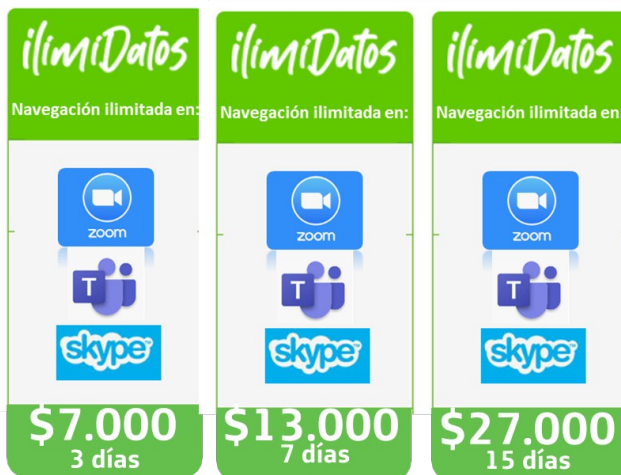 ilimiDatos
Navegación ilimitada en:
zoom
T
skype
$7.000
3 días
ilimiDatos
Navegación ilimitada en:
zoom
T
skype
$13.000
7 días
ilimiDatos
Navegación ilimitada en
zoom
T
skype
$27.000
15 días